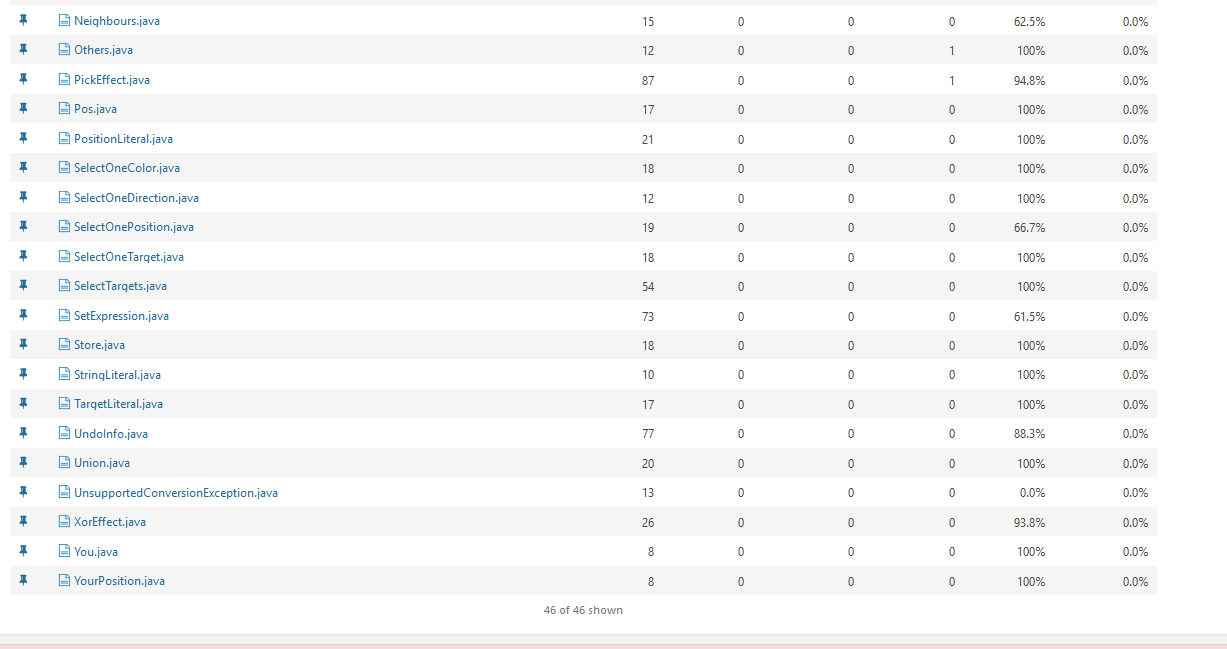 Neighbours.java 15 0 0 0 62.5% 0.0%
Others.java 12 0 0 1 100% 0.0%
PickEffect.java 87 0 0 1 94.8% 0.0%
Pos.java 17 0 0 0 100% 0.0%
PositionLiteral.java 21 0 0 0 100% 0.0%
SelectOneColor.java 18 0 0 0 100% 0.0%
SelectOneDirection.java 12 0 0 0 100% 0.0%
SelectOnePosition.java 19 0 0 0 66.7% 0.0%
SelectOneTarget.java 18 0 0 0 100% 0.0%
SelectTargets.java 54 0 0 0 100% 0.0%
SetExpression.java 73 0 0 0 61.5% 0.0%
Store.java 18 0 0 0 100% 0.0%
StringLiteral.java 10 0 0 0 100% 0.0%
TargetLiteral.java 17 0 0 0 100% 0.0%
UndoInfo.java 77 0 0 0 88.3% 0.0%
Union.java 20 0 0 0 100% 0.0%
UnsupportedConversionException.java 13 0 0 0 0.0% 0.0%
XorEffect.java 26 0 0 0 93.8% 0.0%
You.java 8 0 0 0 100% 0.0%
YourPosition.java 8 0 0 0 100% 0.0%
46 of 46 shown